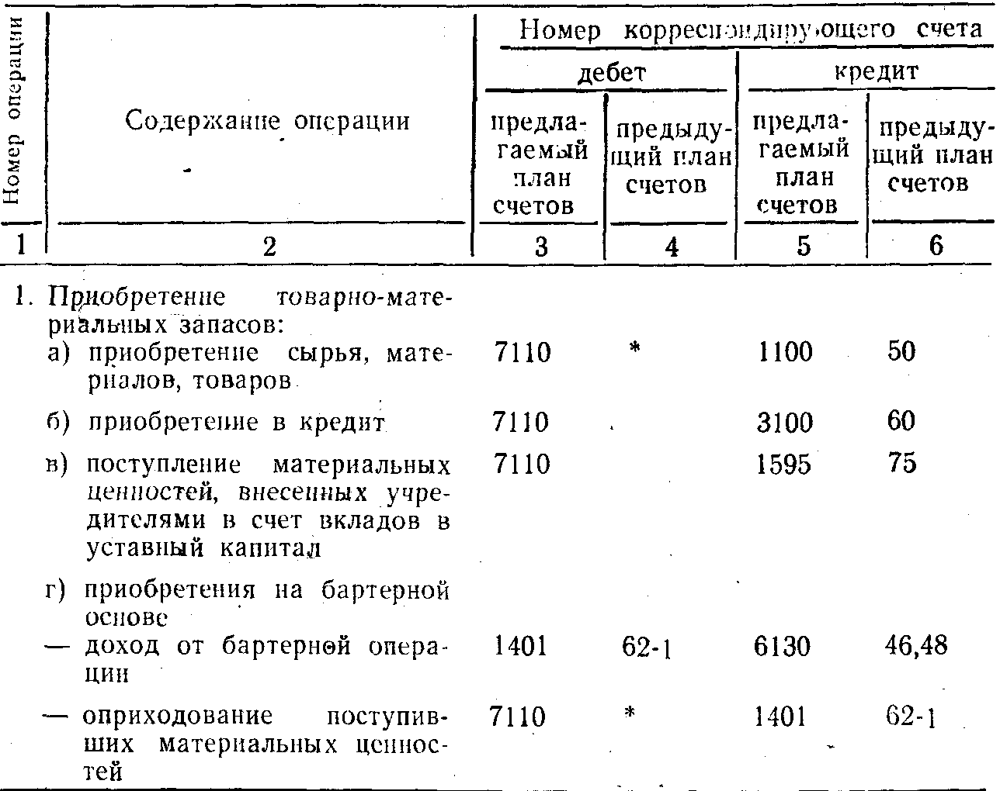 Номер операции
Содержание операции
Номер корреспондирующего счета
дебет
кредит
предла-
гаемый
план
счетов
предыду-
щий план
счетов
предла-
гаемый
план
счетов
предыду-
щий план
счетов
1 2 3 4 5 6
1. Приобретение товарно-мате-
риальных запасов:
а) приобретение сырья, мате- 7110 * 1100 50
риалов, товаров
б) приобретение в кредит 7110 3100 60
в) поступление материальных 7110 1595 75
ценностей, внесенных учре-
дителями в счет вкладов в
уставный капитал
г) приобретения на бартерной
основе
— доход от бартерной опера- 1401 62-1 6130 46,48
ции
— оприходование поступив- 7110 * 1401 62-1
ших материальных ценнос-
тей